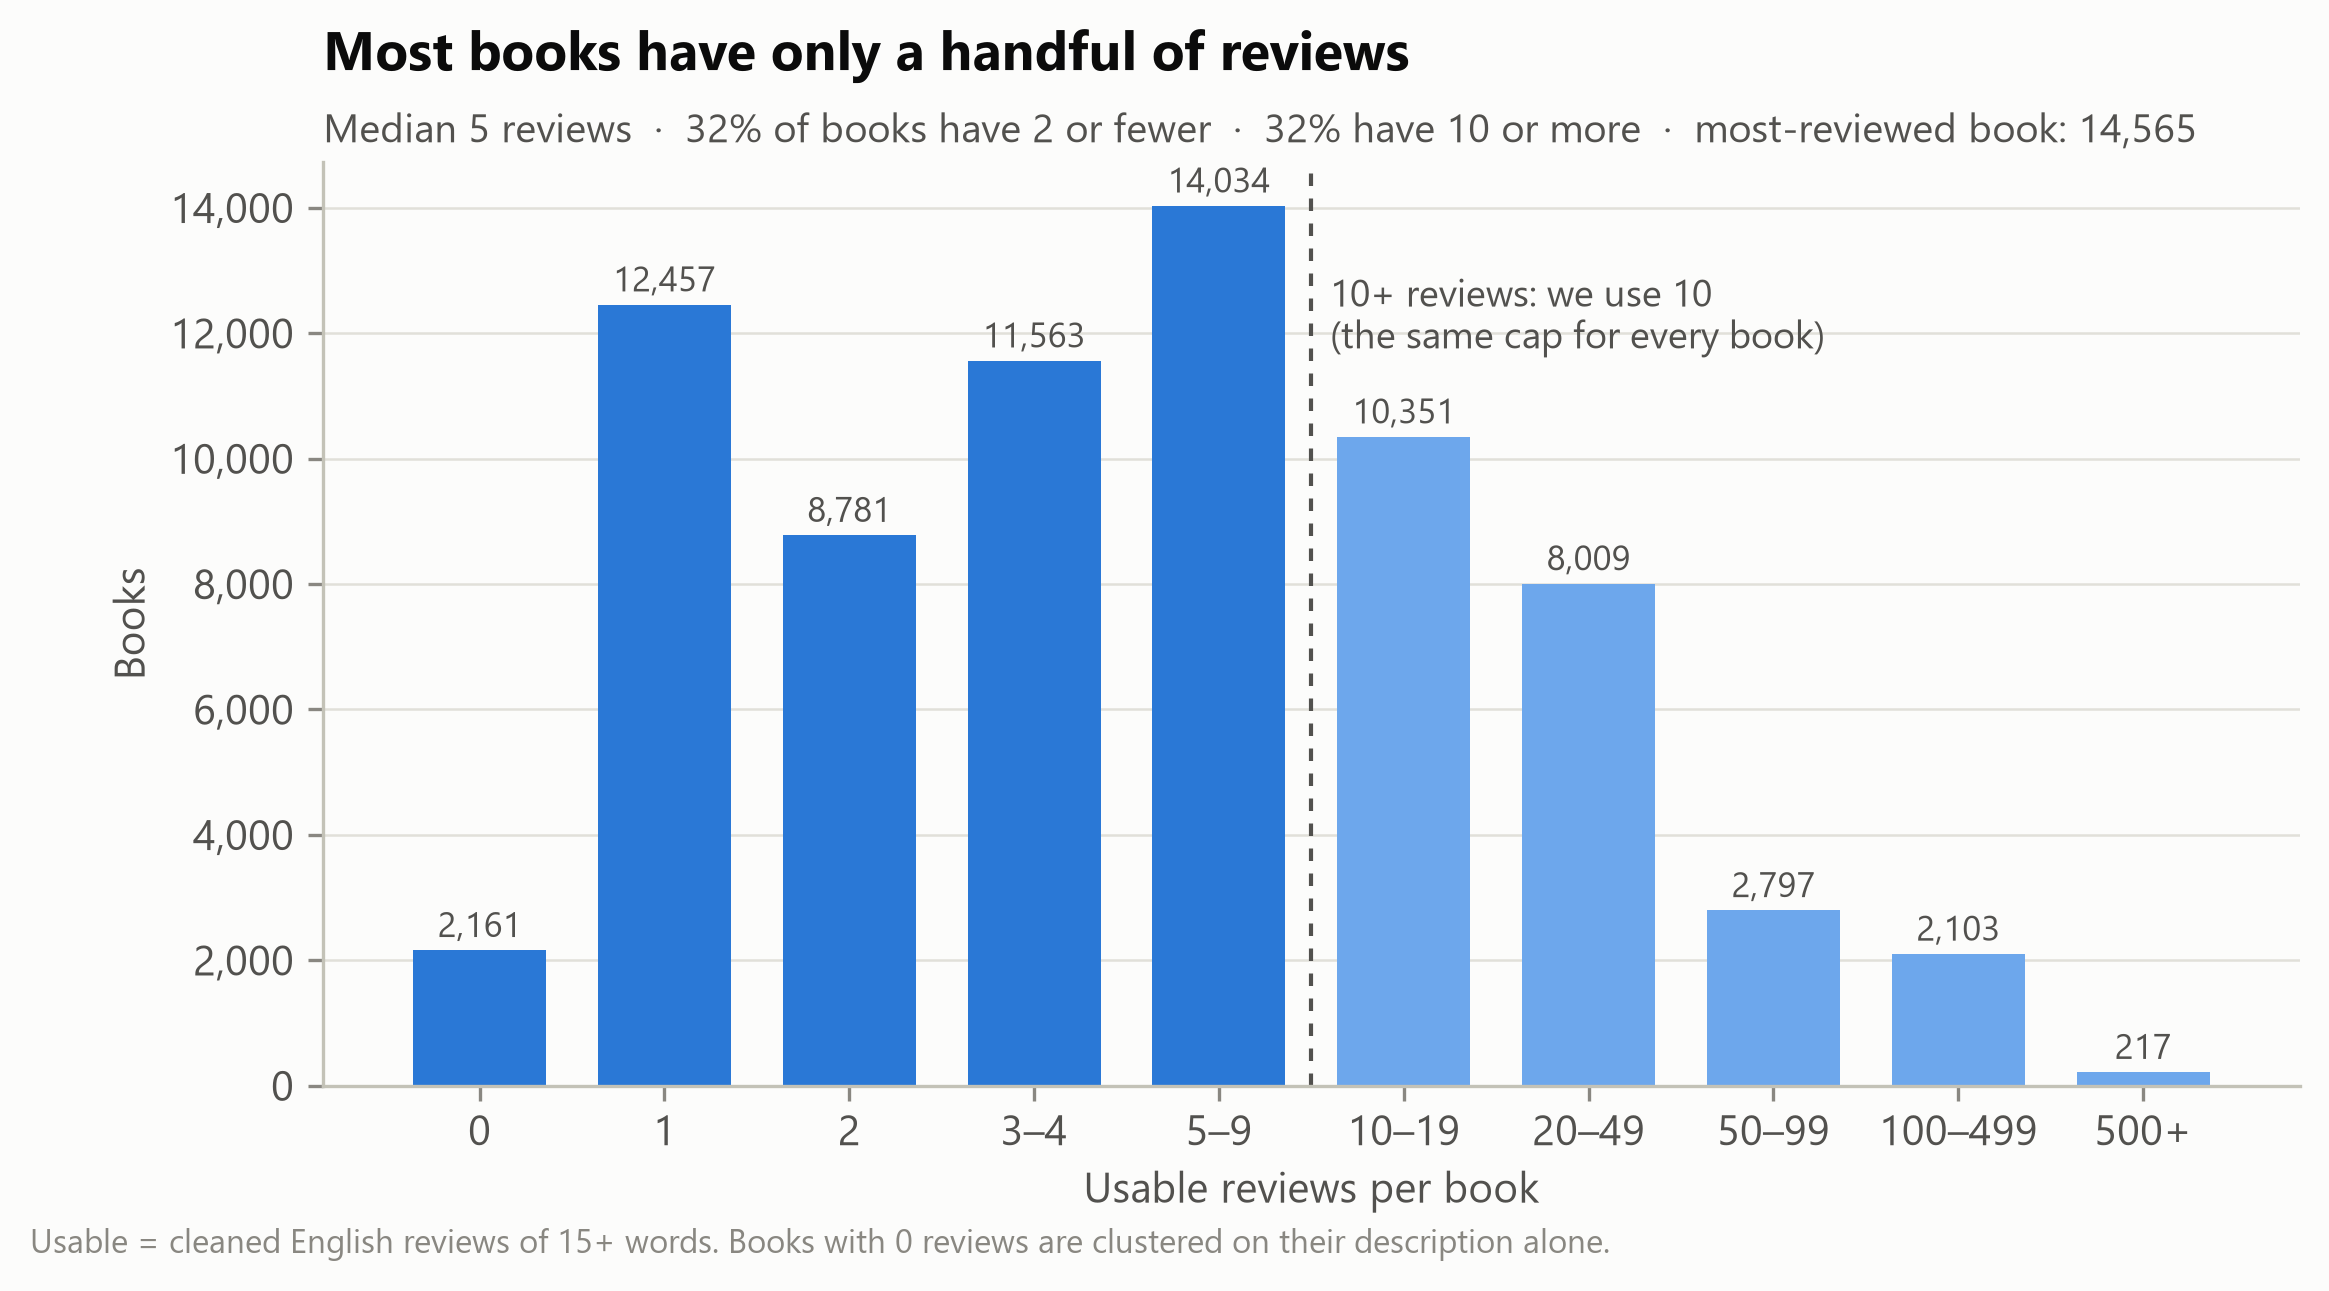 Most books have only a handful of reviews
Median 5 reviews · 32% of books have 2 or fewer · 32% have 10 or more · most-reviewed book: 14,565
14,034
14,000
12,457
10+ reviews: we use 10
12,000
11,563
(the same cap for every book)
10,351
10,000
8,781
8,009
8,000
Books
6,000
4,000
2,797
2,161
2,103
2,000
217
0
0 1 2 3–4 5–9 10–19 20–49 50–99 100–499 500+
Usable reviews per book
Usable = cleaned English reviews of 15+ words. Books with 0 reviews are clustered on their description alone.